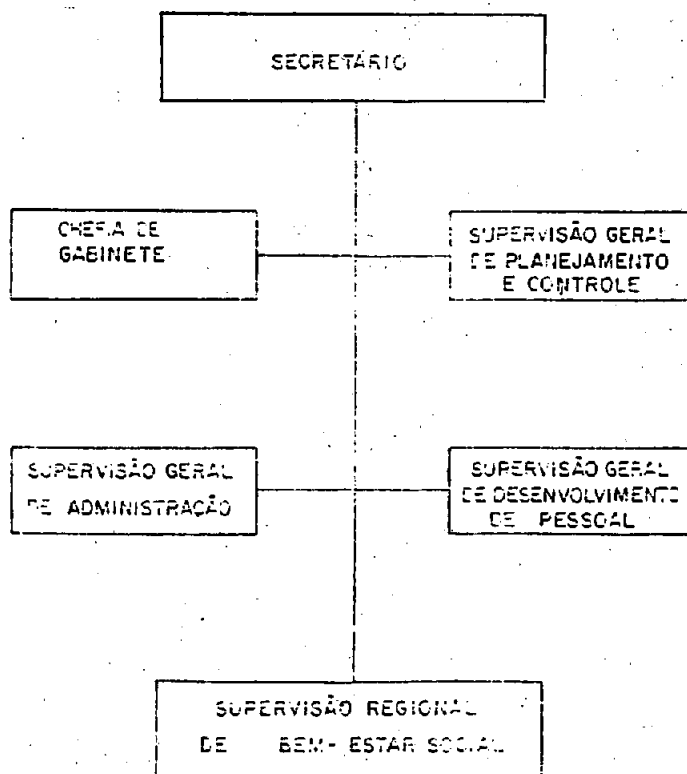 SECRETÁRIO
CHEFIA DE
GABINETE
SUPERVISÃO GERAL
DE PLANEJAMENTO
E CONTROLE
SUPERVISÃO GERAL
DE ADMINISTRAÇÃO
SUPERVISÃO GERAL
DE DESENVOLVIMENTO
DE PESSOAL
SUPERVISÃO REGIONAL
DE BEM-ESTAR SOCIAL